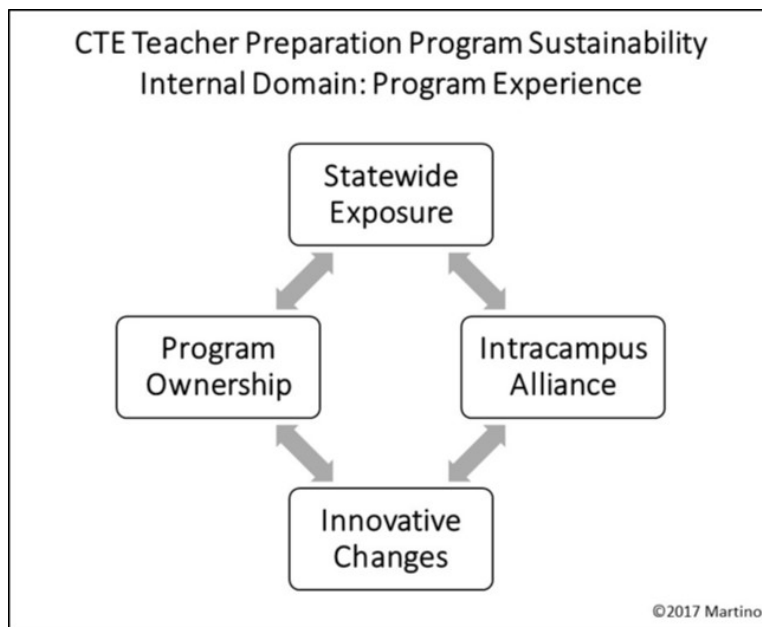 CTE Teacher Preparation Program Sustainability
Internal Domain: Program Experience
Statewide
Exposure
Program
Ownership
Intracampus
Alliance
Innovative
Changes
©2017 Martino